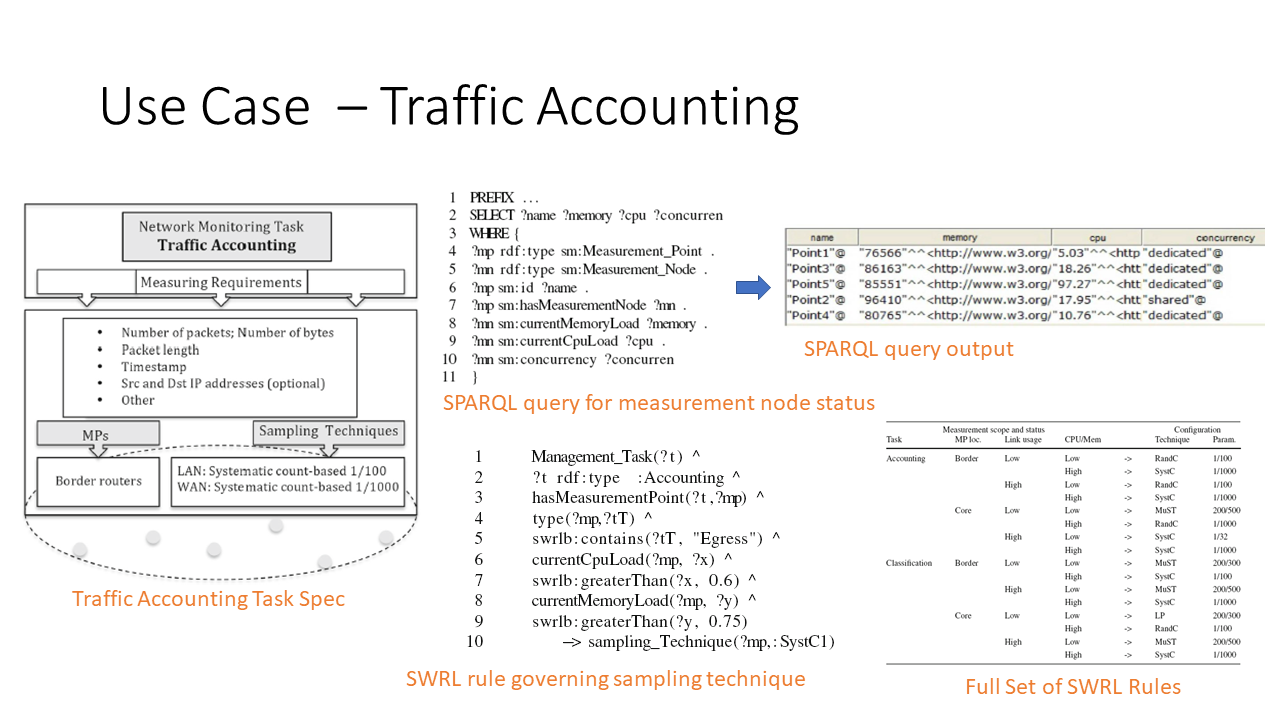 Use Case – Traffic Accounting
Network Monitoring Task
Traffic Accounting
Measuring Requirements
• Number of packets; Number of bytes
• Packet length
• Timestamp
• Src and Dst IP addresses (optional)
• Other
MPs
Sampling Techniques
Border routers
LAN: Systematic count-based 1/100
WAN: Systematic count-based 1/1000
Traffic Accounting Task Spec
1 PREFIX ...
2 SELECT ?name ?memory ?cpu ?concurren
3 WHERE {
4 ?mp rdf:type sm:Measurement_Point .
5 ?mn rdf:type sm:Measurement_Node .
6 ?mp sm:id ?name .
7 ?mp sm:hasMeasurementNode ?mn .
8 ?mn sm:currentMemoryLoad ?memory .
9 ?mn sm:currentCpuLoad ?cpu .
10 ?mn sm:concurrency ?concurren
11 }
SPARQL query for measurement node status
name memory cpu concurrency
"Point1"@ "76566"^^<http://www.w3.org/ "5.03"^^<http "dedicated"@
"Point3"@ "86163"^^<http://www.w3.org/ "18.26"^^<htt "dedicated"@
"Point5"@ "85551"^^<http://www.w3.org/ "97.27"^^<htt "dedicated"@
"Point2"@ "96410"^^<http://www.w3.org/ "17.95"^^<htt "shared"@
"Point4"@ "80765"^^<http://www.w3.org/ "10.76"^^<htt "dedicated"@
SPARQL query output
1 Management_Task(?t) ^
2 ?t rdf:type :Accounting ^
3 hasMeasurementPoint(?t,?mp) ^
4 type(?mp,?tT) ^
5 swrlb:contains(?tT, "Egress") ^
6 currentCpuLoad(?mp, ?x) ^
7 swrlb:greaterThan(?x, 0.6) ^
8 currentMemoryLoad(?mp, ?y) ^
9 swrlb:greaterThan(?y, 0.75)
10 —> sampling_Technique(?mp,:SystC1)
SWRL rule governing sampling technique
Measurement scope and status Configuration
Task MP loc. Link usage CPU/Mem Technique Param.
Accounting Border Low Low -> RandC 1/100
High -> SystC 1/1000
High Low -> RandC 1/100
High -> SystC 1/1000
Core Low Low -> MuST 200/500
High -> RandC 1/1000
High Low -> SystC 1/32
High -> SystC 1/1000
Classification Border Low Low -> MuST 200/300
High -> SystC 1/100
High Low -> MuST 200/500
High -> SystC 1/1000
Core Low Low -> LP 200/300
High -> RandC 1/100
High Low -> MuST 200/500
High -> SystC 1/1000
Full Set of SWRL Rules